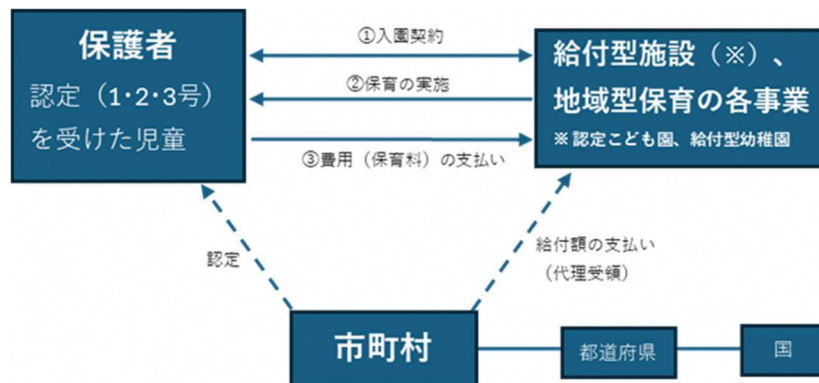 保護者
認定（1･2･3号）
を受けた児童
①入園契約
②保育の実施
③費用（保育料）の支払い
給付型施設（※）、
地域型保育の各事業
※ 認定こども園、給付型幼稚園
認定
給付額の支払い
（代理受領）
市町村
都道府県
国